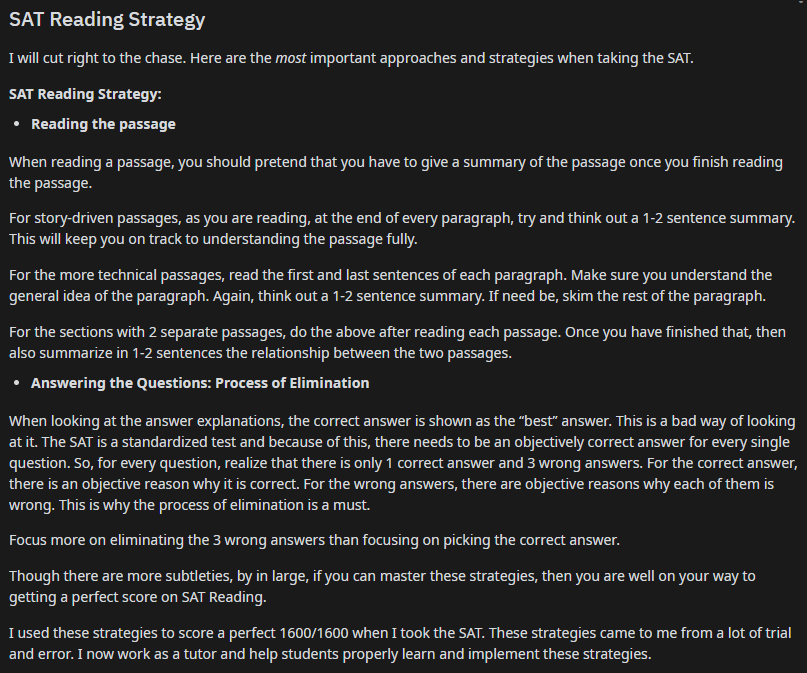 SAT Reading Strategy
I will cut right to the chase. Here are the most important approaches and strategies when taking the SAT.
SAT Reading Strategy:
• Reading the passage
When reading a passage, you should pretend that you have to give a summary of the passage once you finish reading
the passage.
For story-driven passages, as you are reading, at the end of every paragraph, try and think out a 1-2 sentence summary.
This will keep you on track to understanding the passage fully.
For the more technical passages, read the first and last sentences of each paragraph. Make sure you understand the
general idea of the paragraph. Again, think out a 1-2 sentence summary. If need be, skim the rest of the paragraph.
For the sections with 2 separate passages, do the above after reading each passage. Once you have finished that, then
also summarize in 1-2 sentences the relationship between the two passages.
• Answering the Questions: Process of Elimination
When looking at the answer explanations, the correct answer is shown as the “best” answer. This is a bad way of looking
at it. The SAT is a standardized test and because of this, there needs to be an objectively correct answer for every single
question. So, for every question, realize that there is only 1 correct answer and 3 wrong answers. For the correct answer,
there is an objective reason why it is correct. For the wrong answers, there are objective reasons why each of them is
wrong. This is why the process of elimination is a must.
Focus more on eliminating the 3 wrong answers than focusing on picking the correct answer.
Though there are more subtleties, by in large, if you can master these strategies, then you are well on your way to
getting a perfect score on SAT Reading.
I used these strategies to score a perfect 1600/1600 when I took the SAT. These strategies came to me from a lot of trial
and error. I now work as a tutor and help students properly learn and implement these strategies.